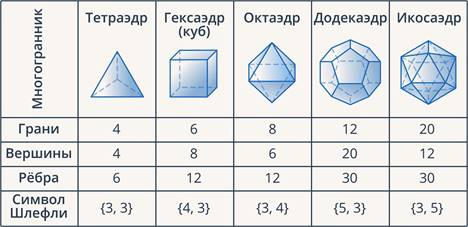 Многогранник Тетраэдр Гексаэдр Октаэдр Додекаэдр Икосаэдр
(куб)
Грани 4 6 8 12 20
Вершины 4 8 6 20 12
Рёбра 6 12 12 30 30
Символ
Шлефли {3, 3} {4, 3} {3, 4} {5, 3} {3, 5}